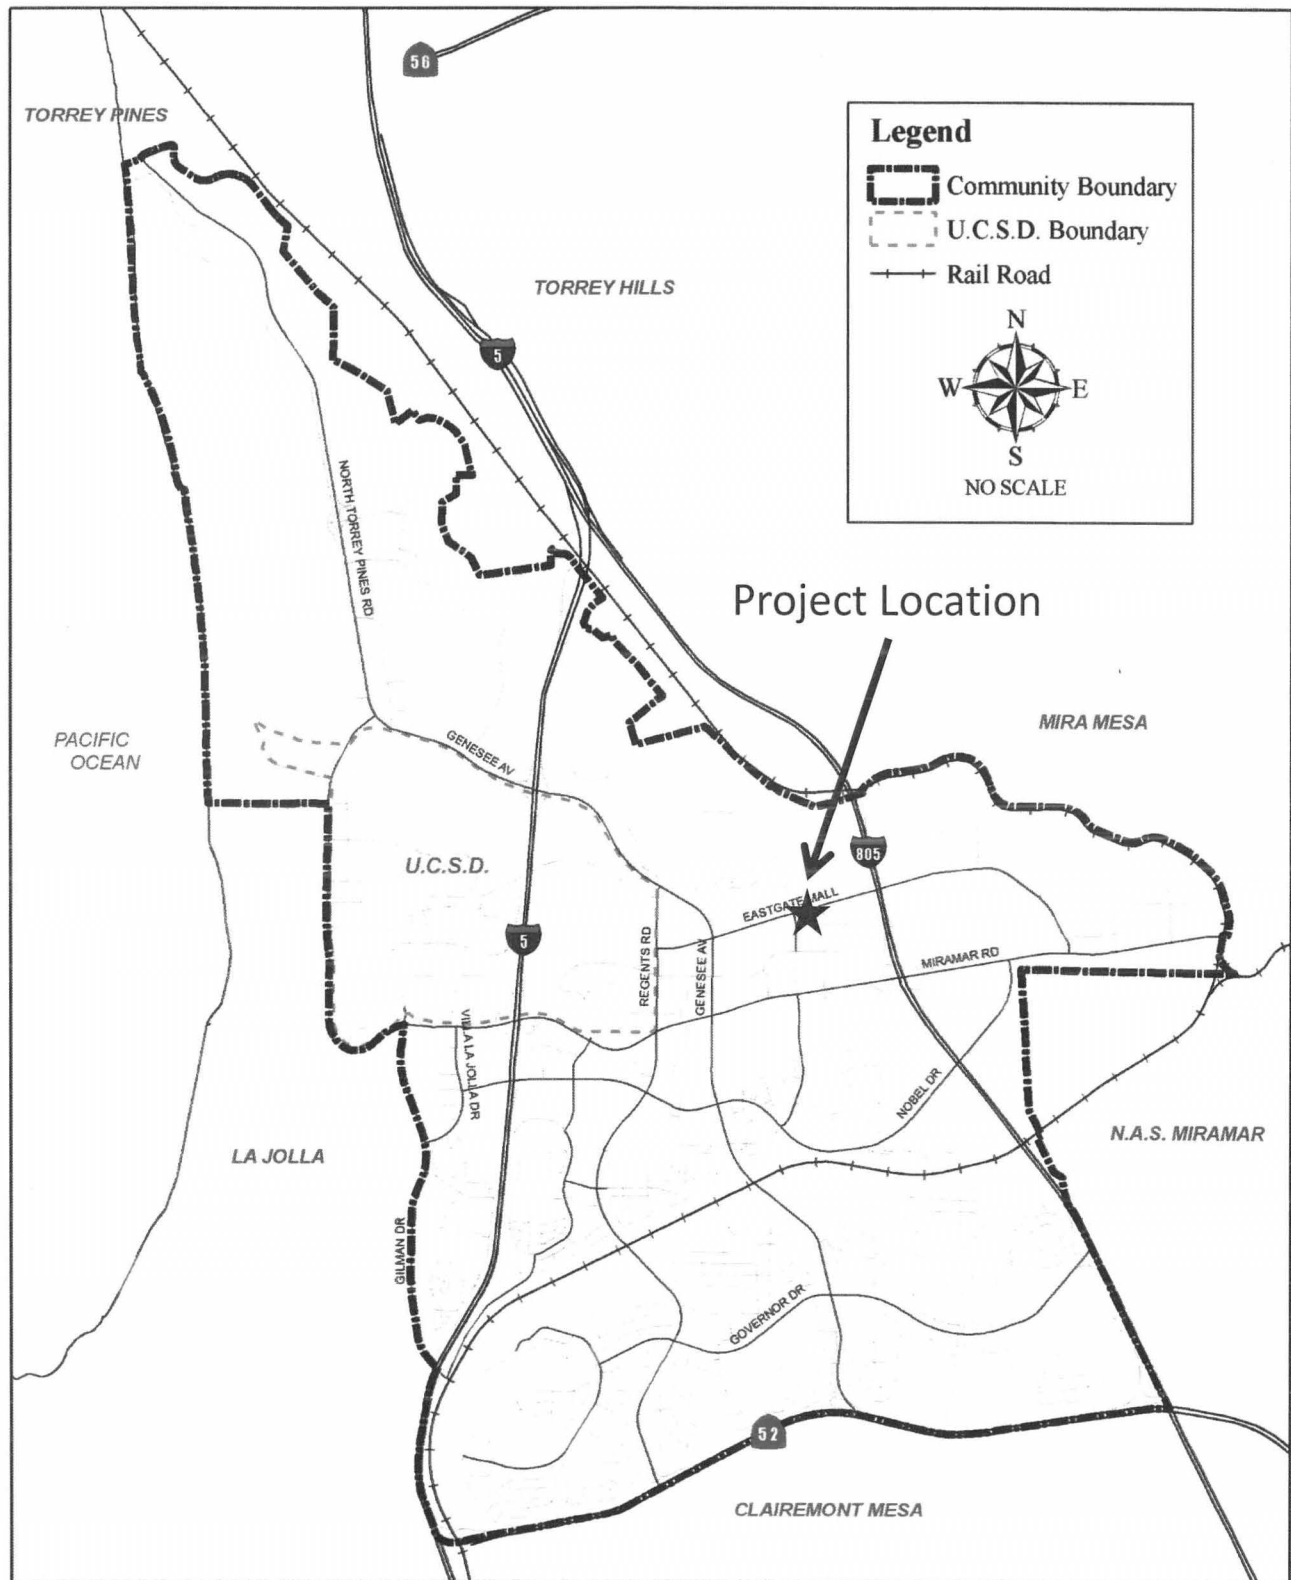 56
TORREY PINES
Legend
Community Boundary
U.C.S.D. Boundary
Rail Road
N
W
E
S
NO SCALE
TORREY HILLS
5
NORTH TORREY PINES RD
Project Location
PACIFIC
OCEAN
GENESEE AV
MIRA MESA
U.C.S.D.
805
EASTGATE MALL
5
REGENTS RD
GENESEE AV
MIRAMAR RD
VILLA LA JOLLA DR
NOBEL DR
N.A.S. MIRAMAR
LA JOLLA
GILMAN DR
GOVERNOR DR
52
CLAIREMONT MESA